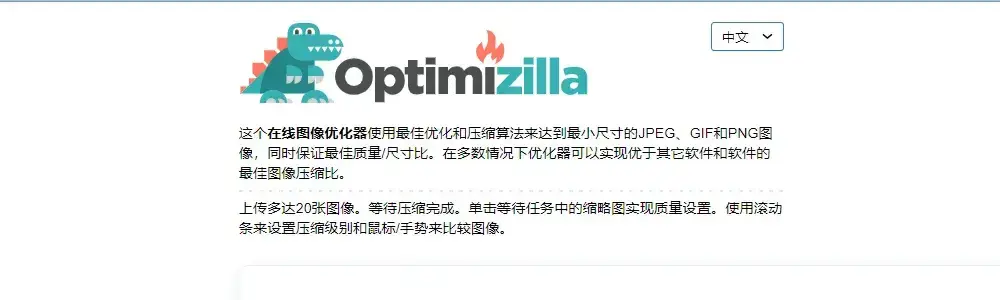 中文
Optimizilla
这个在线图像优化器使用最佳优化和压缩算法来达到最小尺寸的JPEG、GIF和PNG图
像，同时保证最佳质量/尺寸比。在多数情况下优化器可以实现优于其它软件和软件的
最佳图像压缩比。
上传多达20张图像。等待压缩完成。单击等待任务中的缩略图实现质量设置。使用滚动
条来设置压缩级别和鼠标/手势来比较图像。